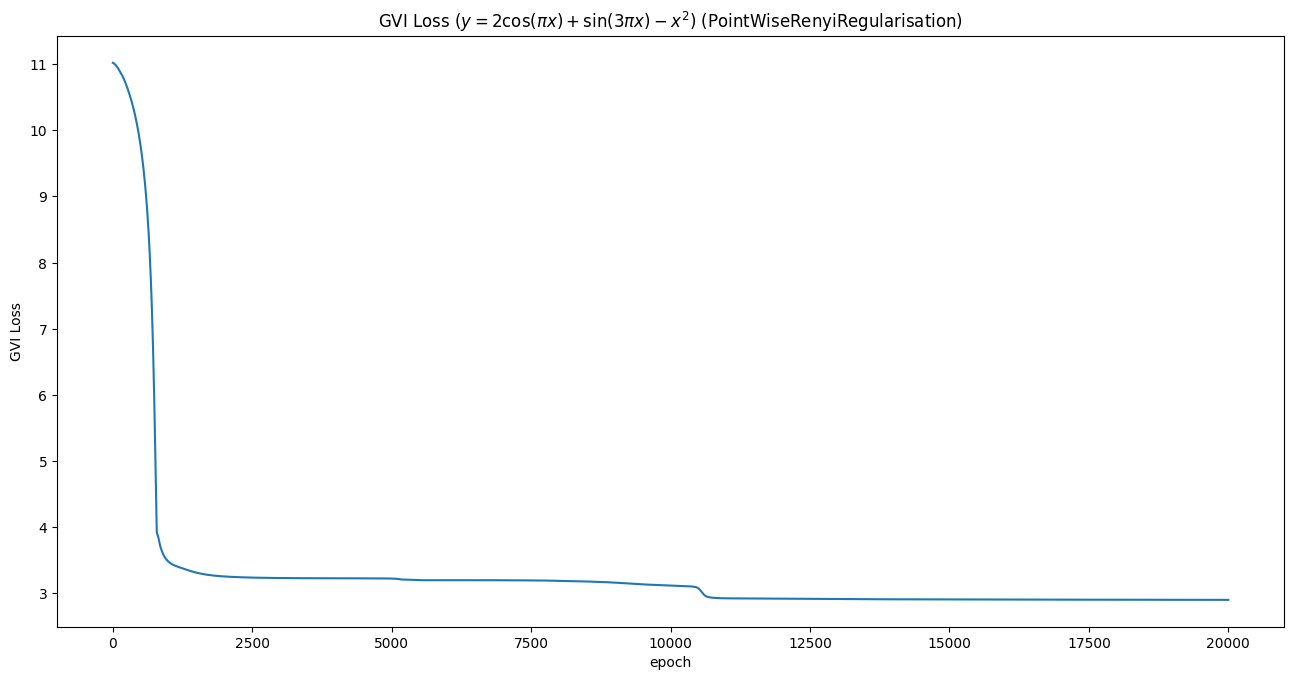 GVI Loss (y = 2cos(πx) + sin(3πx) − x²) (PointWiseRenyiRegularisation)
11
10
9
8
7
6
5
4
3
GVI Loss
0 2500 5000 7500 10000 12500 15000 17500 20000
epoch